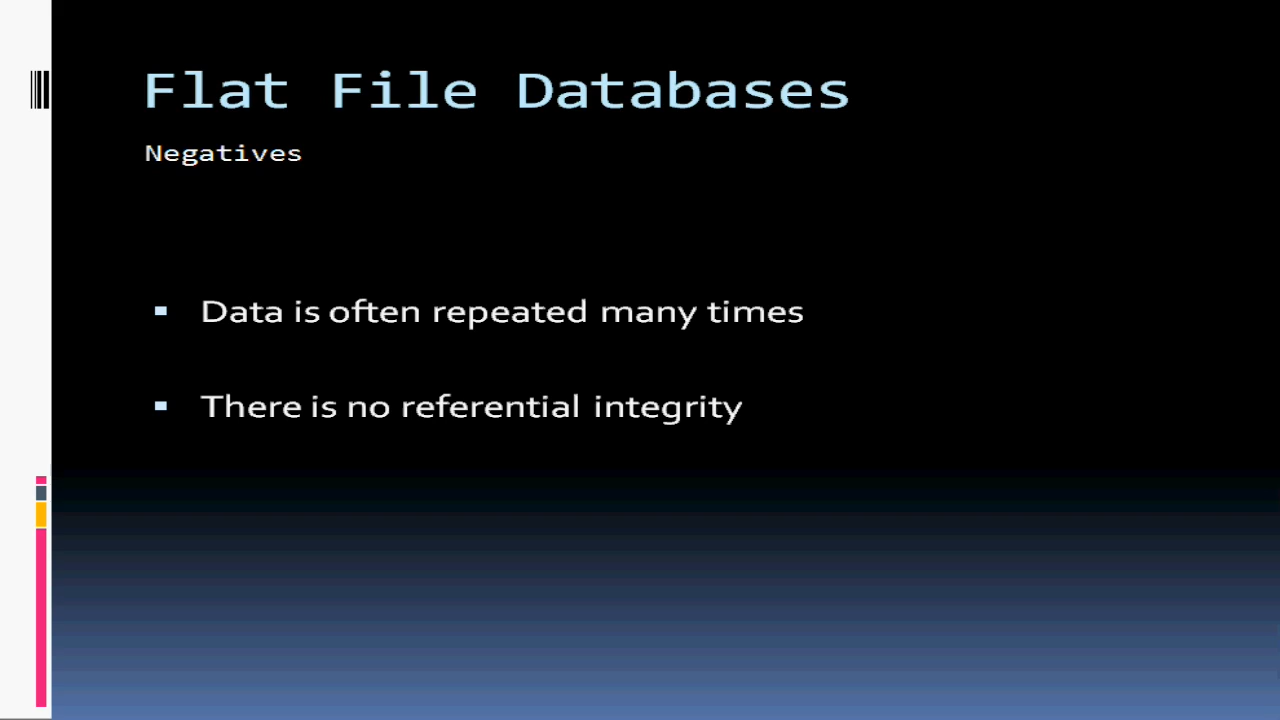 Flat File Databases
Negatives
▪ Data is often repeated many times
▪ There is no referential integrity